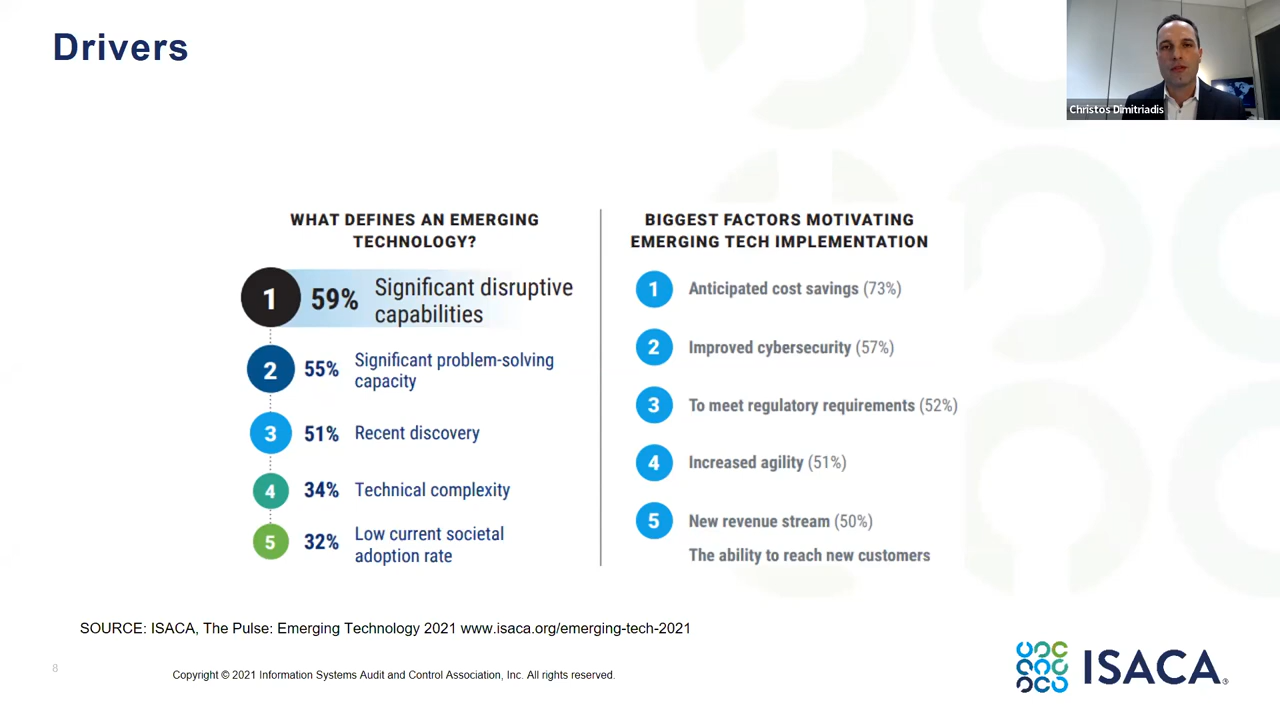 Drivers
Christos Dimitriadis
WHAT DEFINES AN EMERGING
TECHNOLOGY?
1 59% Significant disruptive
capabilities
2 55% Significant problem-solving
capacity
3 51% Recent discovery
4 34% Technical complexity
5 32% Low current societal
adoption rate
BIGGEST FACTORS MOTIVATING
EMERGING TECH IMPLEMENTATION
1 Anticipated cost savings (73%)
2 Improved cybersecurity (57%)
3 To meet regulatory requirements (52%)
4 Increased agility (51%)
5 New revenue stream (50%)
The ability to reach new customers
SOURCE: ISACA, The Pulse: Emerging Technology 2021 www.isaca.org/emerging-tech-2021
8
Copyright © 2021 Information Systems Audit and Control Association, Inc. All rights reserved.
ISACA®